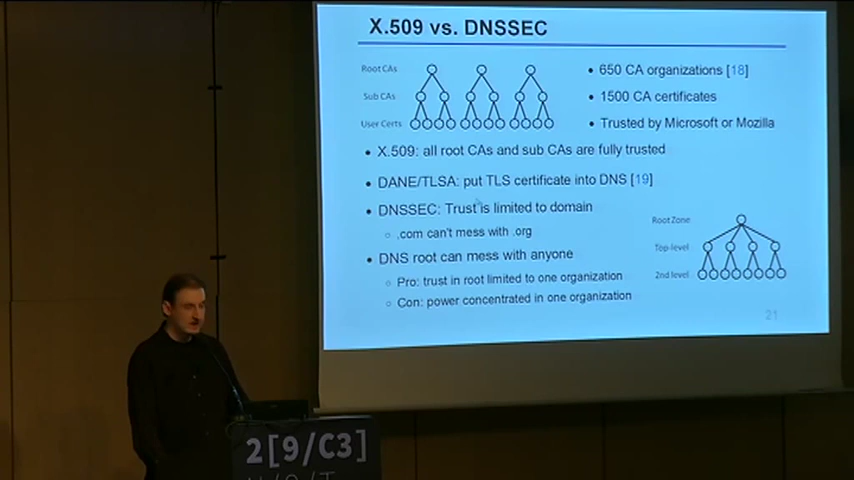 X.509 vs. DNSSEC
Root CAs
Sub CAs
User Certs
• 650 CA organizations [18]
• 1500 CA certificates
• Trusted by Microsoft or Mozilla
• X.509: all root CAs and sub CAs are fully trusted
• DANE/TLSA: put TLS certificate into DNS [19]
• DNSSEC: Trust is limited to domain
○ .com can't mess with .org
• DNS root can mess with anyone
○ Pro: trust in root limited to one organization
○ Con: power concentrated in one organization
Root Zone
Top-level
2nd level
21
2[9/C3]